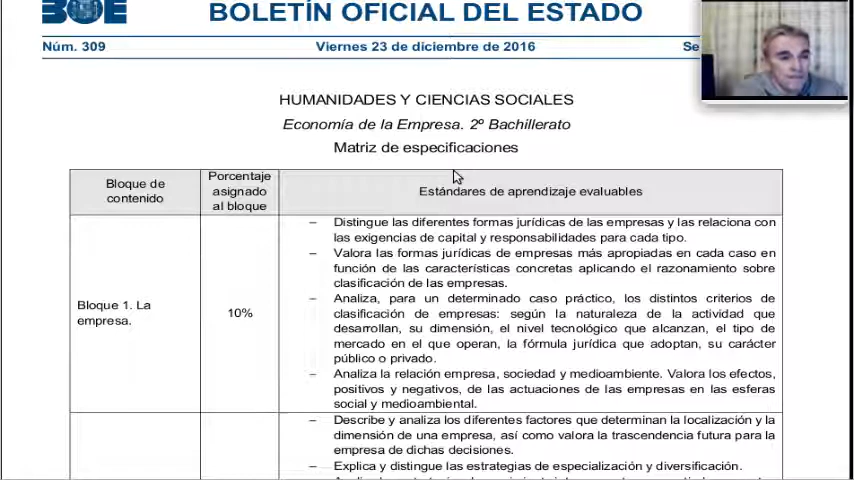 BOE
BOLETÍN OFICIAL DEL ESTADO
Núm. 309
Viernes 23 de diciembre de 2016
HUMANIDADES Y CIENCIAS SOCIALES
Economía de la Empresa. 2º Bachillerato
Matriz de especificaciones
Bloque de
contenido
Porcentaje
asignado
al bloque
Estándares de aprendizaje evaluables
Bloque 1. La
empresa.
10%
– Distingue las diferentes formas jurídicas de las empresas y las relaciona con
las exigencias de capital y responsabilidades para cada tipo.
– Valora las formas jurídicas de empresas más apropiadas en cada caso en
función de las características concretas aplicando el razonamiento sobre
clasificación de las empresas.
– Analiza, para un determinado caso práctico, los distintos criterios de
clasificación de empresas: según la naturaleza de la actividad que
desarrollan, su dimensión, el nivel tecnológico que alcanzan, el tipo de
mercado en el que operan, la fórmula jurídica que adoptan, su carácter
público o privado.
– Analiza la relación empresa, sociedad y medioambiente. Valora los efectos,
positivos y negativos, de las actuaciones de las empresas en las esferas
social y medioambiental.
– Describe y analiza los diferentes factores que determinan la localización y la
dimensión de una empresa, así como valora la trascendencia futura para la
empresa de dichas decisiones.
– Explica y distingue las estrategias de especialización y diversificación.